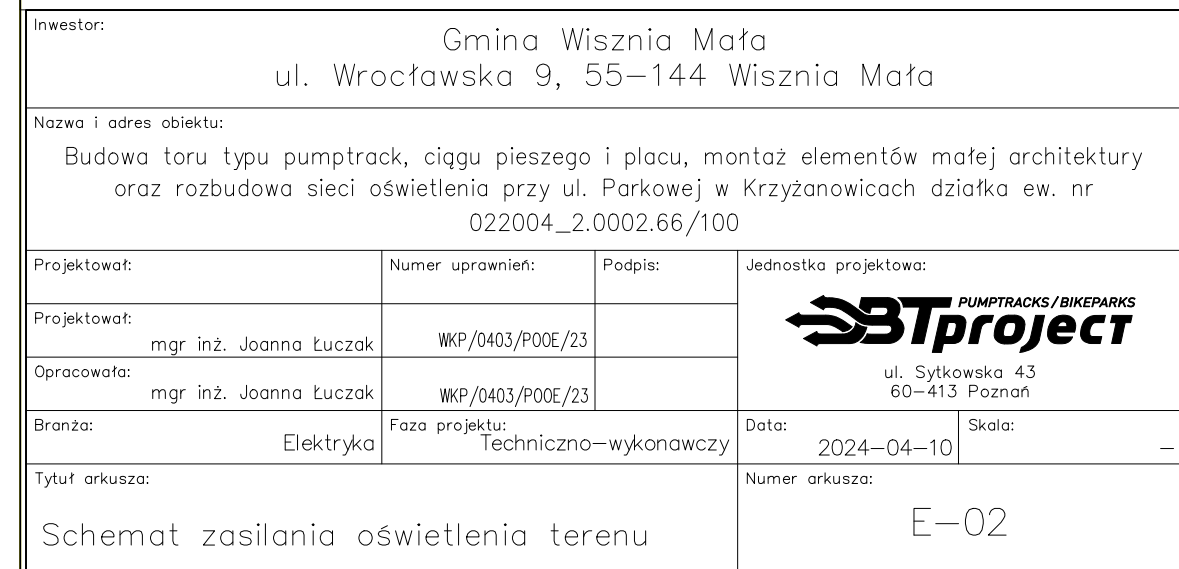 Inwestor:
Gmina Wisznia Mała
ul. Wrocławska 9, 55-144 Wisznia Mała
Nazwa i adres obiektu:
Budowa toru typu pumptrack, ciągu pieszego i placu, montaż elementów małej architektury
oraz rozbudowa sieci oświetlenia przy ul. Parkowej w Krzyżanowicach działka ew. nr
022004_2.0002.66/100
Projektował:
Numer uprawnień:
Podpis:
Jednostka projektowa:
PUMPTRACKS/BIKEPARKS
BTproject
ul. Sytkowska 43
60-413 Poznań
Projektował:
mgr inż. Joanna Łuczak
WKP/0403/POOE/23
Opracowała:
mgr inż. Joanna Łuczak
WKP/0403/POOE/23
Branża:
Elektryka
Faza projektu:
Techniczno-wykonawczy
Data:
2024-04-10
Skala:
-
Tytuł arkusza:
Schemat zasilania oświetlenia terenu
Numer arkusza:
E-02